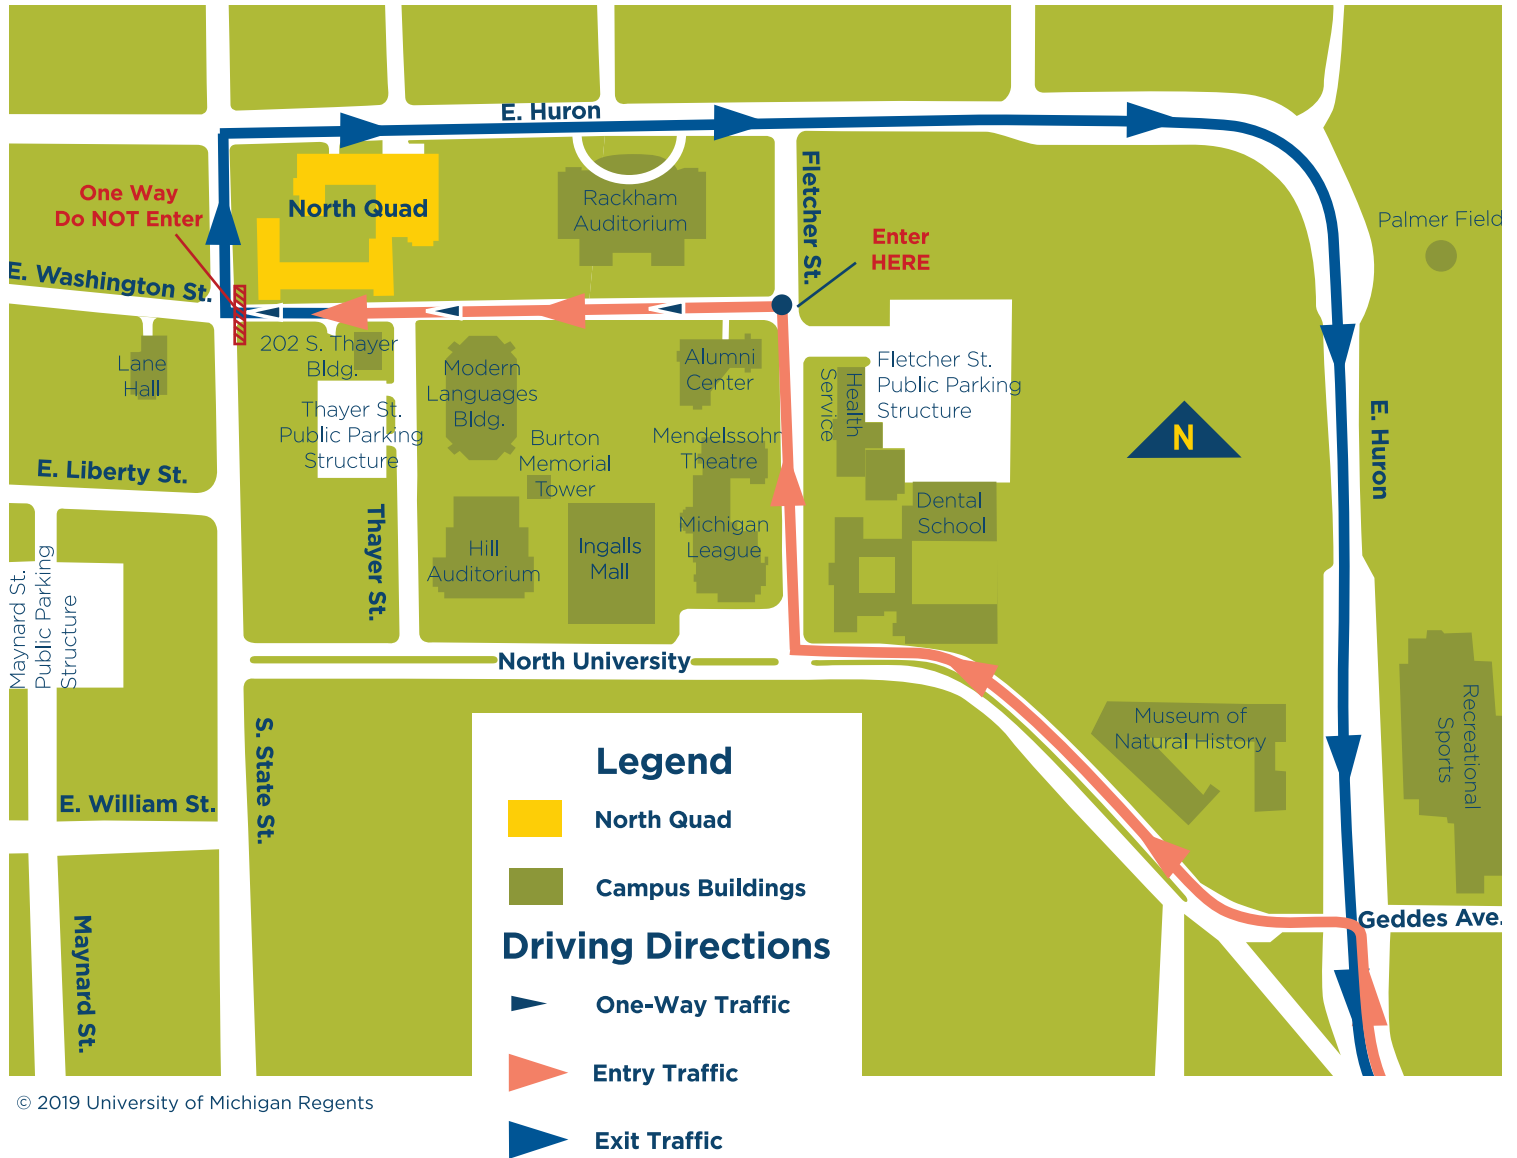 E. Huron
One Way
Do NOT Enter
North Quad
Rackham
Auditorium
Fletcher St.
Enter
HERE
Palmer Field
E. Washington St.
Lane
Hall
202 S. Thayer
Bldg.
Thayer St.
Public Parking
Structure
Modern
Languages
Bldg.
Alumni
Center
Health
Service
Fletcher St.
Public Parking
Structure
N
E. Huron
E. Liberty St.
Burton
Memorial
Tower
Mendelssohn
Theatre
Dental
School
Thayer St.
Hill
Auditorium
Ingalls
Mall
Michigan
League
Maynard St.
Public Parking
Structure
North University
Museum of
Natural History
Recreational
Sports
S. State St.
E. William St.
Maynard St.
Geddes Ave.
Legend
North Quad
Campus Buildings
Driving Directions
One-Way Traffic
Entry Traffic
Exit Traffic
© 2019 University of Michigan Regents